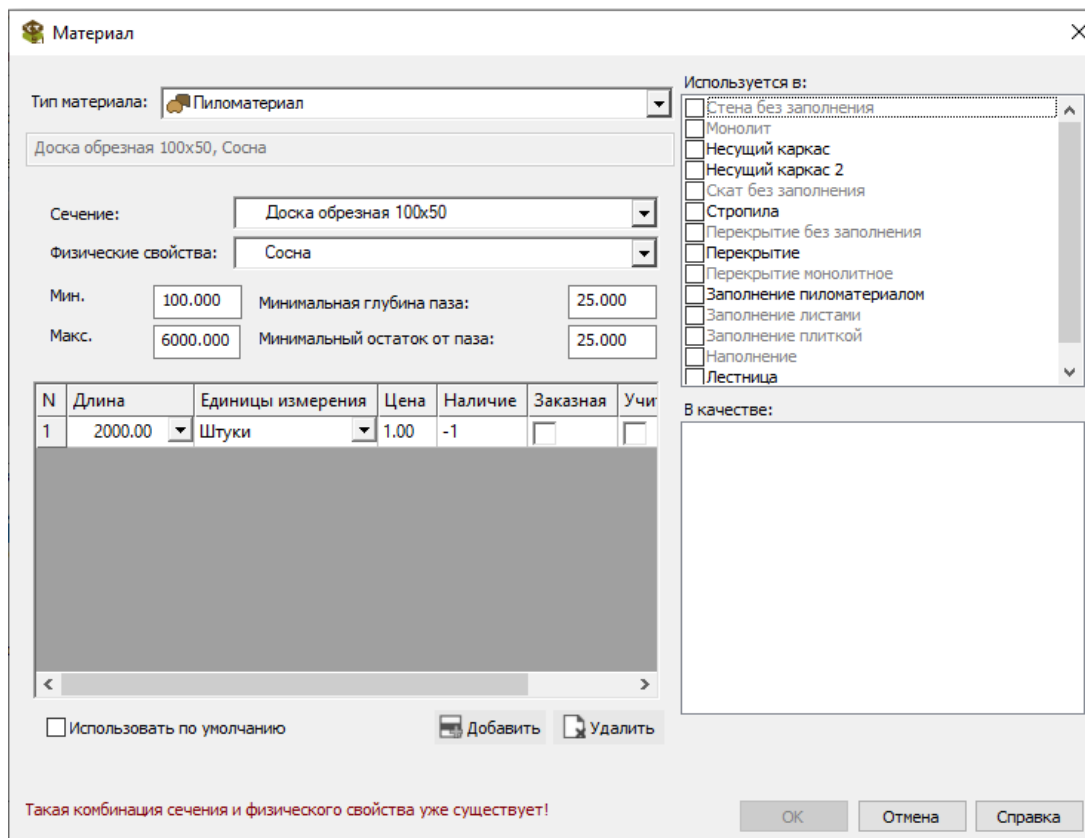 Материал
Тип материала: Пиломатериал
Доска обрезная 100x50, Сосна
Сечение: Доска обрезная 100x50
Физические свойства: Сосна
Мин. 100.000 Минимальная глубина паза: 25.000
Макс. 6000.000 Минимальный остаток от паза: 25.000
N Длина Единицы измерения Цена Наличие Заказная Учи
1 2000.00 Штуки 1.00 -1
Использовать по умолчанию Добавить Удалить
Используется в:
Стена без заполнения
Монолит
Несущий каркас
Несущий каркас 2
Скат без заполнения
Стропила
Перекрытие без заполнения
Перекрытие
Перекрытие монолитное
Заполнение пиломатериалом
Заполнение листами
Заполнение плиткой
Наполнение
Лестница
В качестве:
Такая комбинация сечения и физического свойства уже существует!
OK Отмена Справка